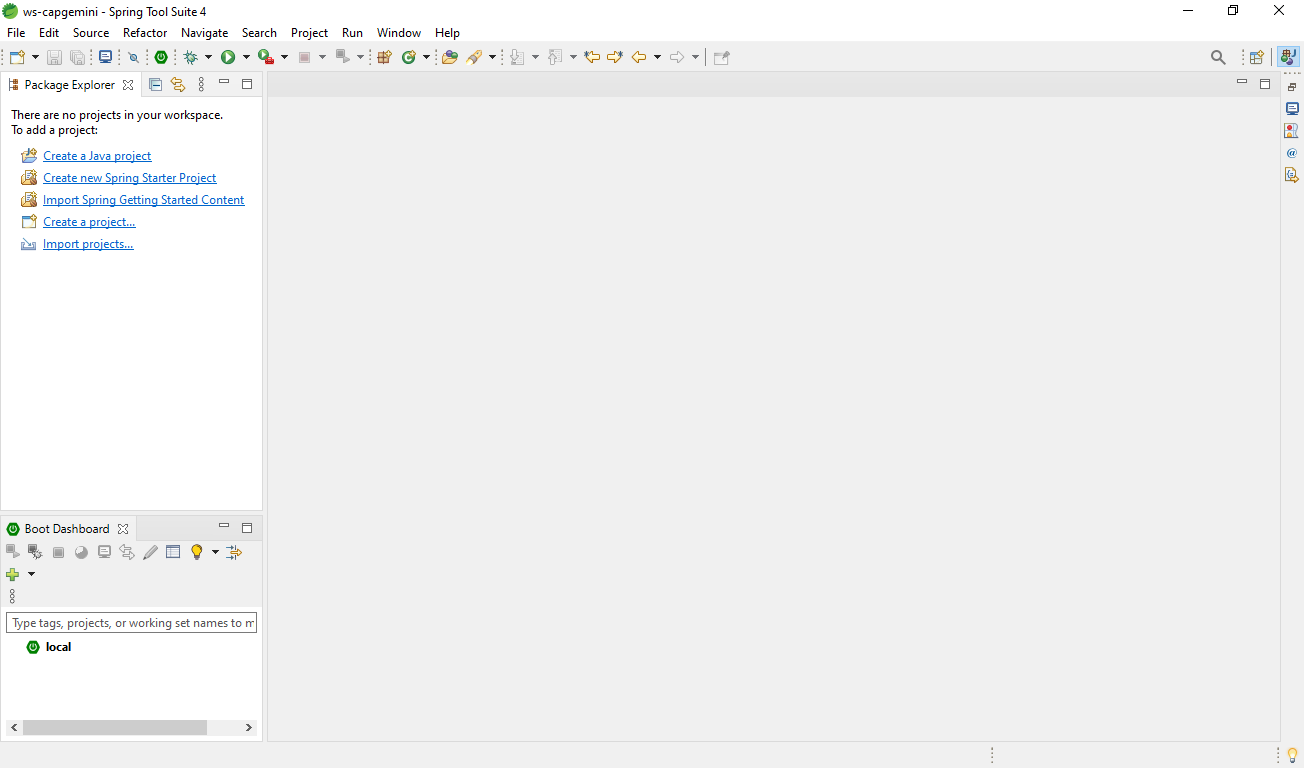 ws-capgemini - Spring Tool Suite 4
File Edit Source Refactor Navigate Search Project Run Window Help
Package Explorer
There are no projects in your workspace.
To add a project:
Create a Java project
Create new Spring Starter Project
Import Spring Getting Started Content
Create a project...
Import projects...
Boot Dashboard
Type tags, projects, or working set names to m
local